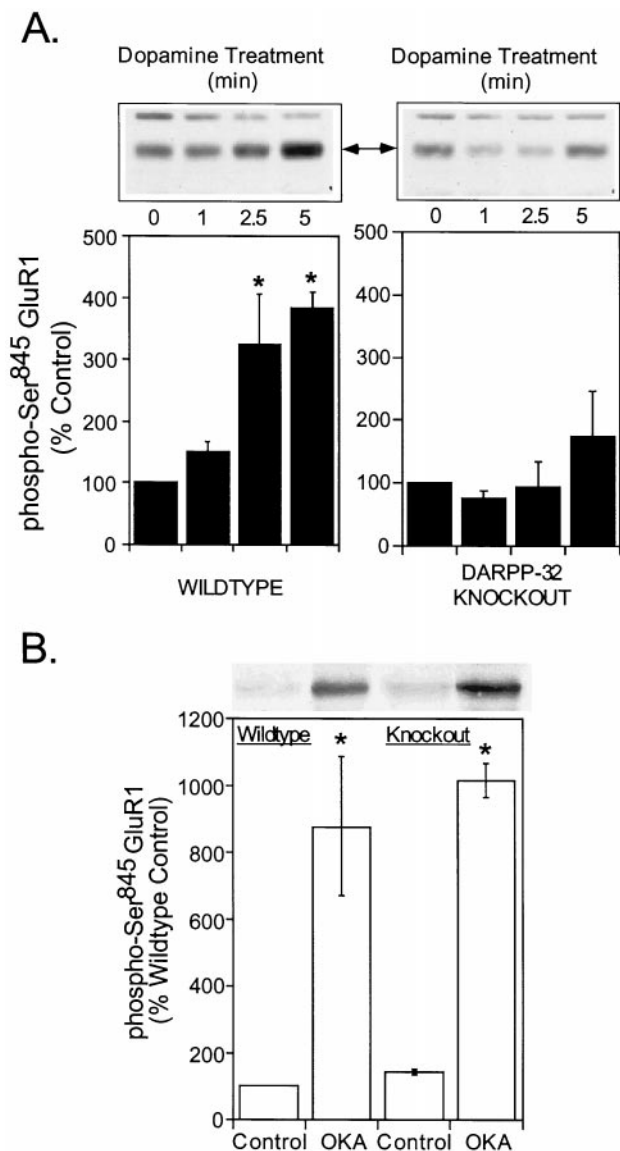 A.
Dopamine Treatment
(min)
Dopamine Treatment
(min)
0 1 2.5 5
0 1 2.5 5
phospho-Ser845 GluR1
(% Control)
500
400
300
200
100
0
* *
WILDTYPE
500
400
300
200
100
0
DARPP-32
KNOCKOUT
B.
phospho-Ser845 GluR1
(% Wildtype Control)
1200
1000
800
600
400
200
0
Wildtype * Knockout *
Control OKA Control OKA